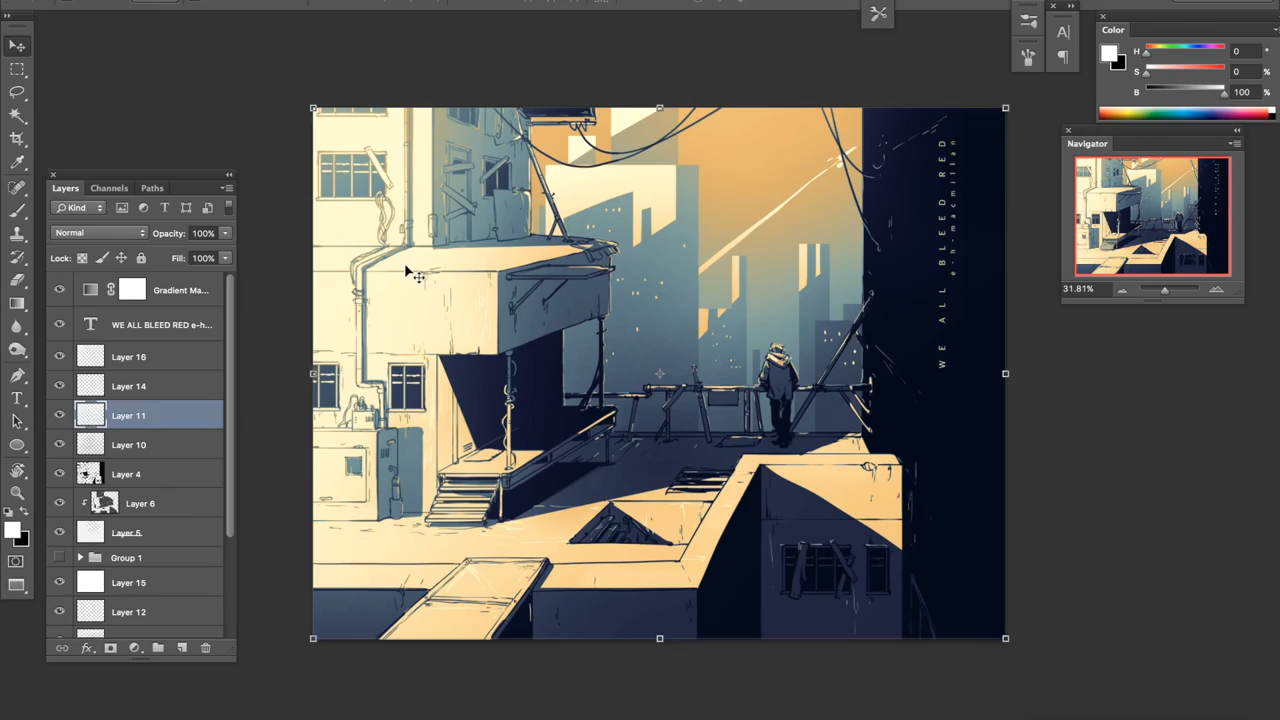 Color
H
0
°
S
0
%
B
100
%
Navigator
31.81%
Layers
Channels
Paths
Kind
Normal
Opacity:
100%
Lock:
Fill:
100%
Gradient Ma...
WE ALL BLEED RED e-h...
Layer 16
Layer 14
Layer 11
Layer 10
Layer 4
Layer 6
Layer 5
Group 1
Layer 15
Layer 12
WE ALL BLEED RED
e-h-macmillan